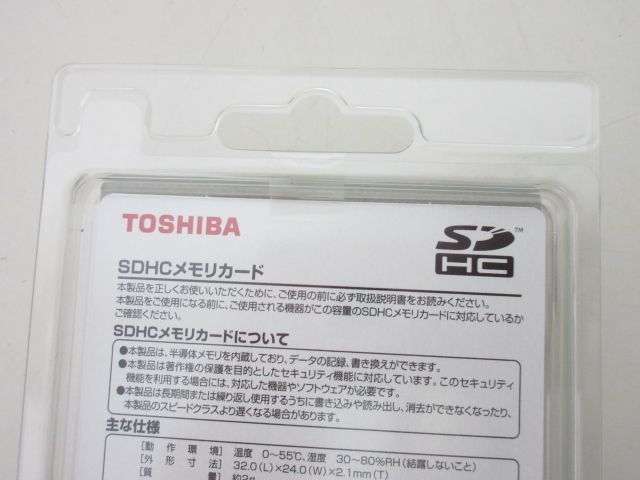 TOSHIBA
SD™
HC
SDHCメモリカード
本製品を正しくお使いいただくために、ご使用の前に必ず取扱説明書をお読みください。
本製品をご使用になる前に、ご使用される機器がこの容量のSDHCメモリカードに対応しているか
ご確認ください。
SDHCメモリカードについて
●本製品は、半導体メモリを内蔵しており、データの記録、書き換えができます。
●本製品は著作権の保護を目的としたセキュリティ機能に対応しています。このセキュリティ
機能を利用する場合には、対応した機器やソフトウェアが必要です。
●本製品は長期間または繰り返し使用するうちに書き込みや読み出し、消去ができなくなったり、
本製品のスピードクラスより遅くなる場合があります。
主な仕様
[動作環境] 温度 0〜55℃、湿度 30〜80%RH(結露しないこと)
[外形寸法] 32.0(L)×24.0(W)×2.1mm(T)
[質量] 約2g